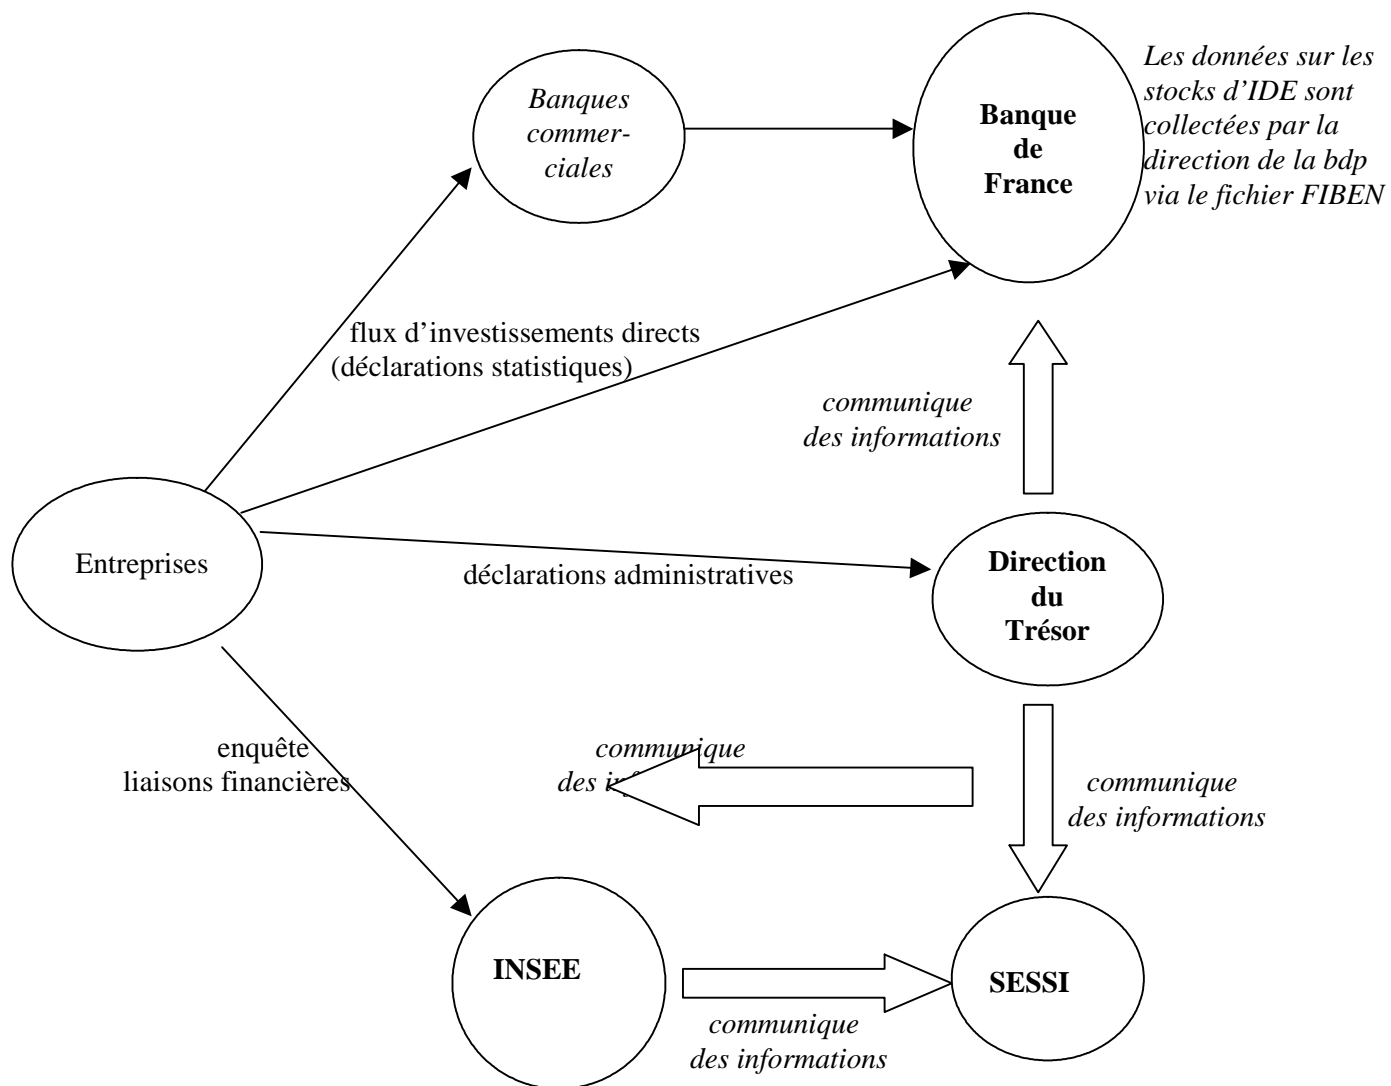 Banques
commer-
ciales
Banque
de
France
Les données sur les
stocks d’IDE sont
collectées par la
direction de la bdp
via le fichier FIBEN
flux d’investissements directs
(déclarations statistiques)
communique
des informations
Entreprises
déclarations administratives
Direction
du
Trésor
enquête
liaisons financières
communique
des informations
communique
des informations
INSEE
SESSI
communique
des informations